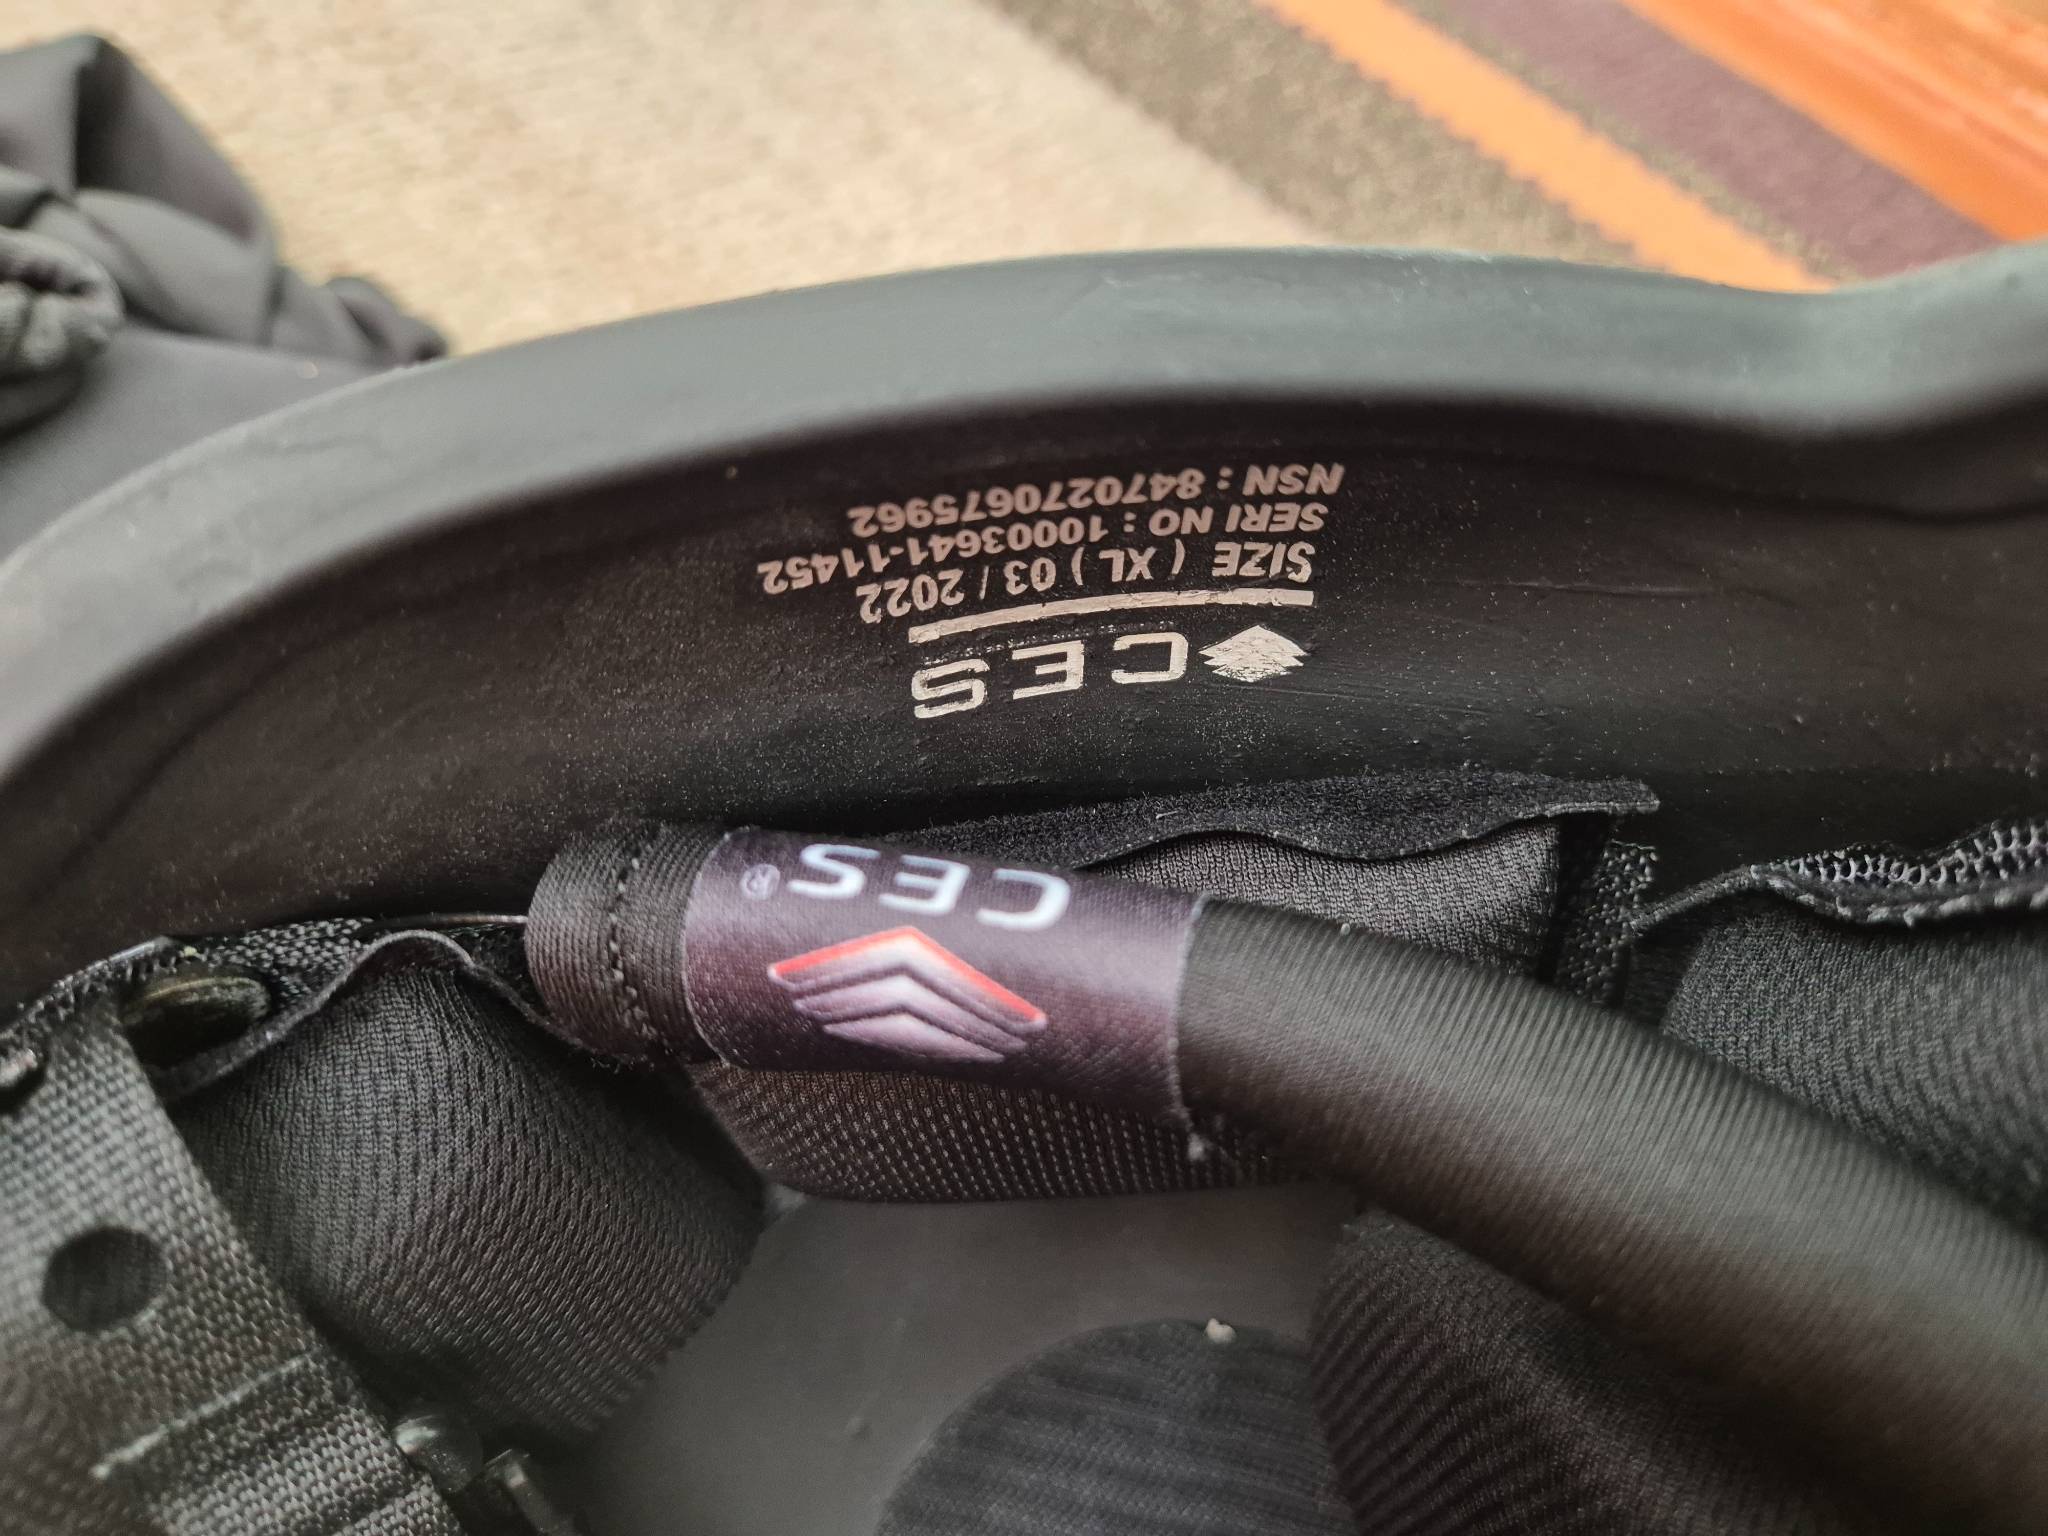 CES
SIZE ( XL ) 03 / 2022
SERI NO : 10003641-11452
NSN : 8470270675962
CES®